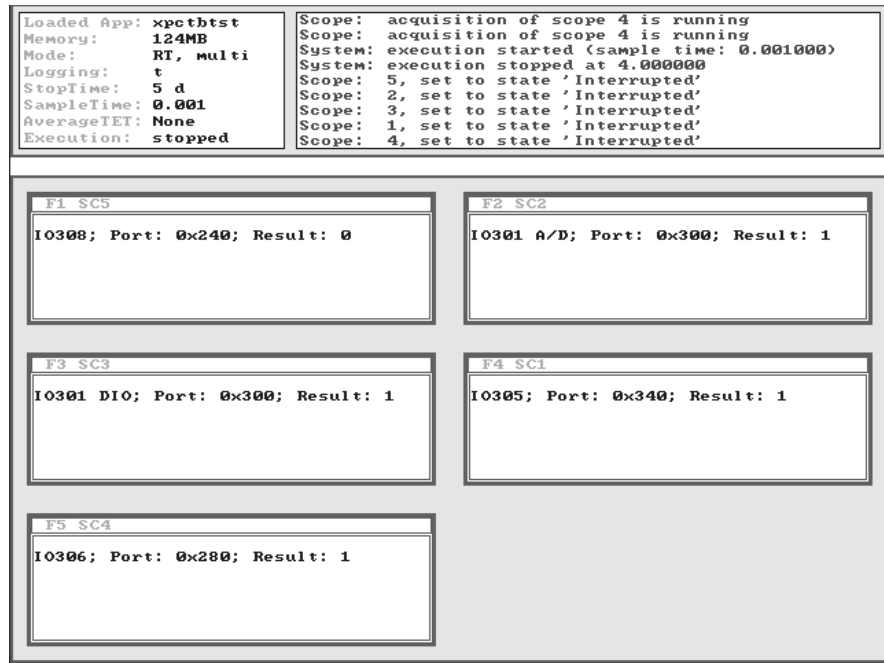 Loaded App: xpctbtst
Memory: 124MB
Mode: RT, multi
Logging: t
StopTime: 5 d
SampleTime: 0.001
AverageTET: None
Execution: stopped
Scope: acquisition of scope 4 is running
Scope: acquisition of scope 4 is running
System: execution started (sample time: 0.001000)
System: execution stopped at 4.000000
Scope: 5, set to state 'Interrupted'
Scope: 2, set to state 'Interrupted'
Scope: 3, set to state 'Interrupted'
Scope: 1, set to state 'Interrupted'
Scope: 4, set to state 'Interrupted'
F1 SC5
IO308; Port: 0x240; Result: 0
F2 SC2
IO301 A/D; Port: 0x300; Result: 1
F3 SC3
IO301 DIO; Port: 0x300; Result: 1
F4 SC1
IO305; Port: 0x340; Result: 1
F5 SC4
IO306; Port: 0x280; Result: 1